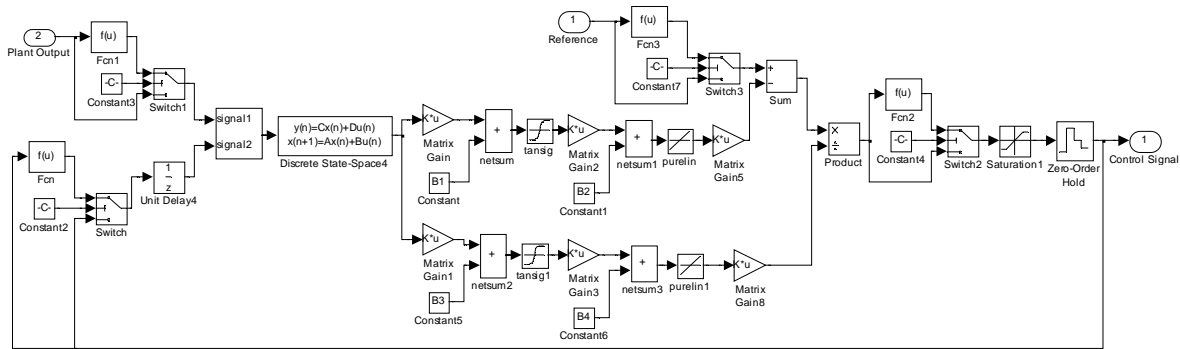 2
Plant Output
f(u)
Fcn1
-C-
Constant3
Switch1
f(u)
Fcn
-C-
Constant2
Switch
1
z
Unit Delay4
signal1
signal2
y(n)=Cx(n)+Du(n)
x(n+1)=Ax(n)+Bu(n)
Discrete State-Space4
K*u
Matrix
Gain
+
netsum
B1
Constant
tansig
K*u
Matrix
Gain2
+
netsum1
B2
Constant1
purelin
K*u
Matrix
Gain5
1
Reference
f(u)
Fcn3
-C-
Constant7
Switch3
+
−
Sum
K*u
Matrix
Gain1
+
netsum2
B3
Constant5
tansig1
K*u
Matrix
Gain3
+
netsum3
B4
Constant6
purelin1
K*u
Matrix
Gain8
×
÷
Product
f(u)
Fcn2
-C-
Constant4
Switch2
Saturation1
Zero-Order
Hold
1
Control Signal